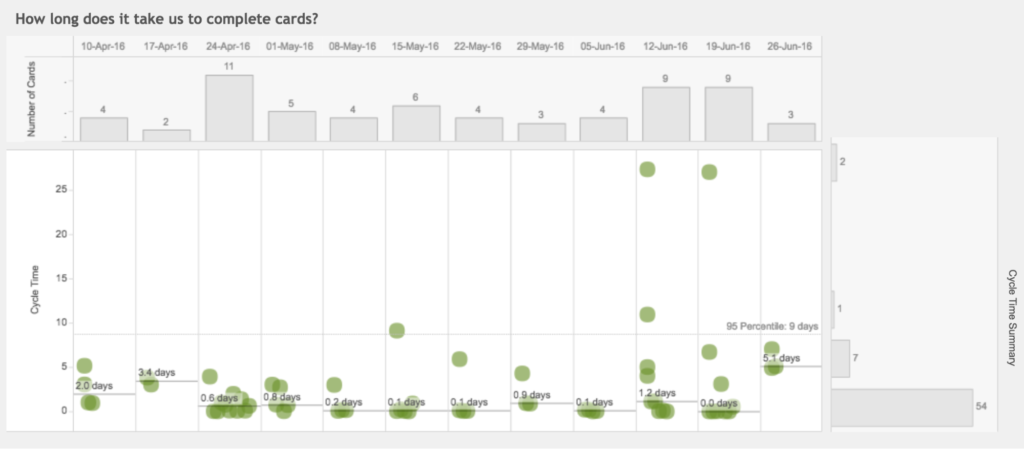 How long does it take us to complete cards?
10-Apr-16 17-Apr-16 24-Apr-16 01-May-16 08-May-16 15-May-16 22-May-16 29-May-16 05-Jun-16 12-Jun-16 19-Jun-16 26-Jun-16
Number of Cards
4 2 11 5 4 6 4 3 4 9 9 3
Cycle Time
25
20
15
10
5
0
95 Percentile: 9 days
2.0 days 3.4 days 0.6 days 0.8 days 0.2 days 0.1 days 0.1 days 0.9 days 0.1 days 1.2 days 0.0 days 5.1 days
2
1
7
54
Cycle Time Summary